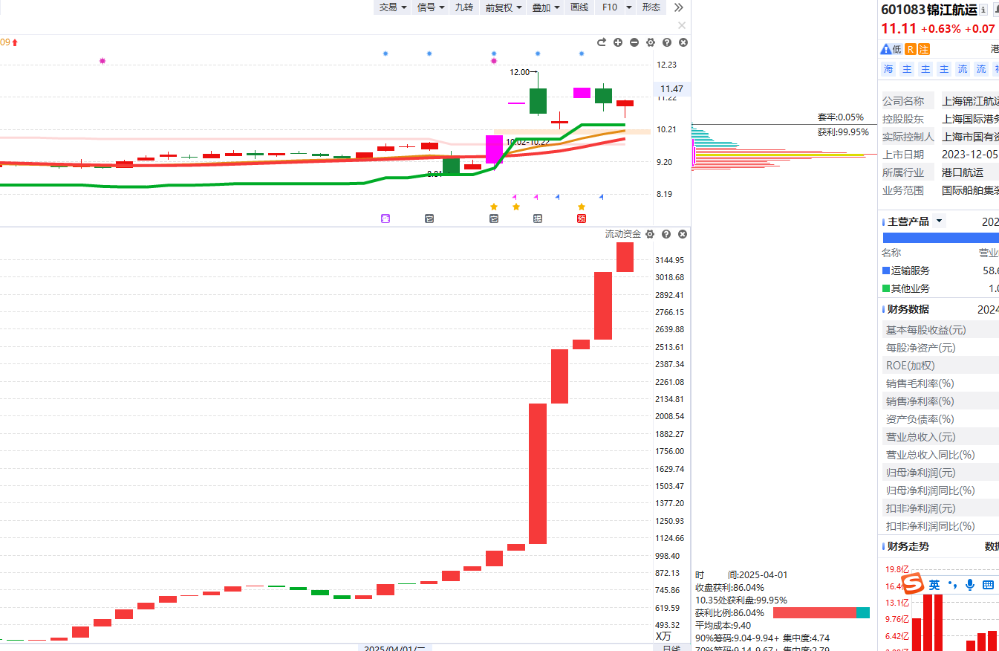 交易 信号 九转 前复权 叠加 画线 F10 形态
09
12.23
11.47
11.22
10.21
9.20
8.19
12.00
10.02-10.22
8.81
它 它 提 预
流动资金
3144.95
3018.68
2892.41
2766.15
2639.88
2513.61
2387.34
2261.08
2134.81
2008.54
1882.27
1756.00
1629.74
1503.47
1377.20
1250.93
1124.66
998.40
872.13
745.86
619.59
493.32
X万
2025/04/01/二
日线
套牢:0.05%
获利:99.95%
时 间:2025-04-01
收盘获利:86.04%
10.35处获利盘:99.95%
获利比例:86.04%
平均成本:9.40
90%筹码:9.04-9.94+ 集中度:4.74
70%筹码:9.14-9.67+ 集中度:2.79
601083 锦江航运
11.11 +0.63% +0.07
低 R 注 港
海 主 主 主 流 流
公司名称 上海锦江航运
控股股东 上海国际港务
实际控制人 上海市国有资
上市日期 2023-12-05
所属行业 港口航运
业务范围 国际船舶集装
主营产品 202
名称 营业
运输服务 58.6
其他业务 1.0
财务数据 2024
基本每股收益(元)
每股净资产(元)
ROE(加权)
销售毛利率(%)
销售净利率(%)
资产负债率(%)
营业总收入(元)
营业总收入同比(%)
归母净利润(元)
归母净利润同比(%)
扣非净利润(元)
扣非净利润同比(%)
财务走势 数据
19.8亿
16.4
S 英
13.1亿
9.76亿
6.42亿